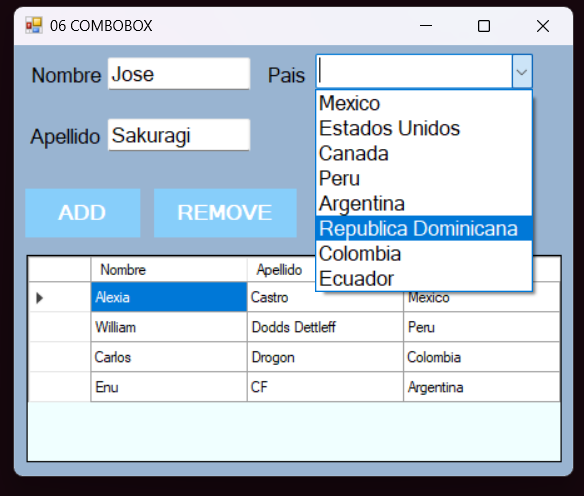 06 COMBOBOX
Nombre Jose Pais
Mexico
Estados Unidos
Apellido Sakuragi
Canada
Peru
Argentina
ADD REMOVE
Republica Dominicana
Colombia
Ecuador
Nombre Apellido
Alexia Castro Mexico
William Dodds Dettleff Peru
Carlos Drogon Colombia
Enu CF Argentina